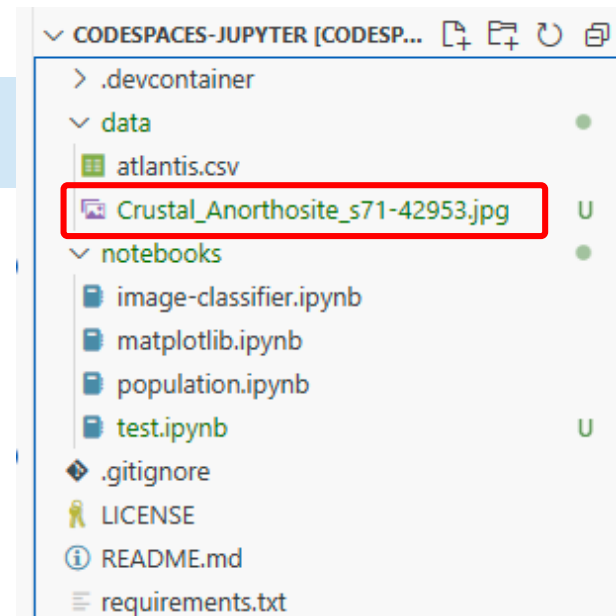 CODESPACES-JUPYTER [CODESP...
.devcontainer
data
atlantis.csv
Crustal_Anorthosite_s71-42953.jpg U
notebooks
image-classifier.ipynb
matplotlib.ipynb
population.ipynb
test.ipynb U
.gitignore
LICENSE
README.md
requirements.txt